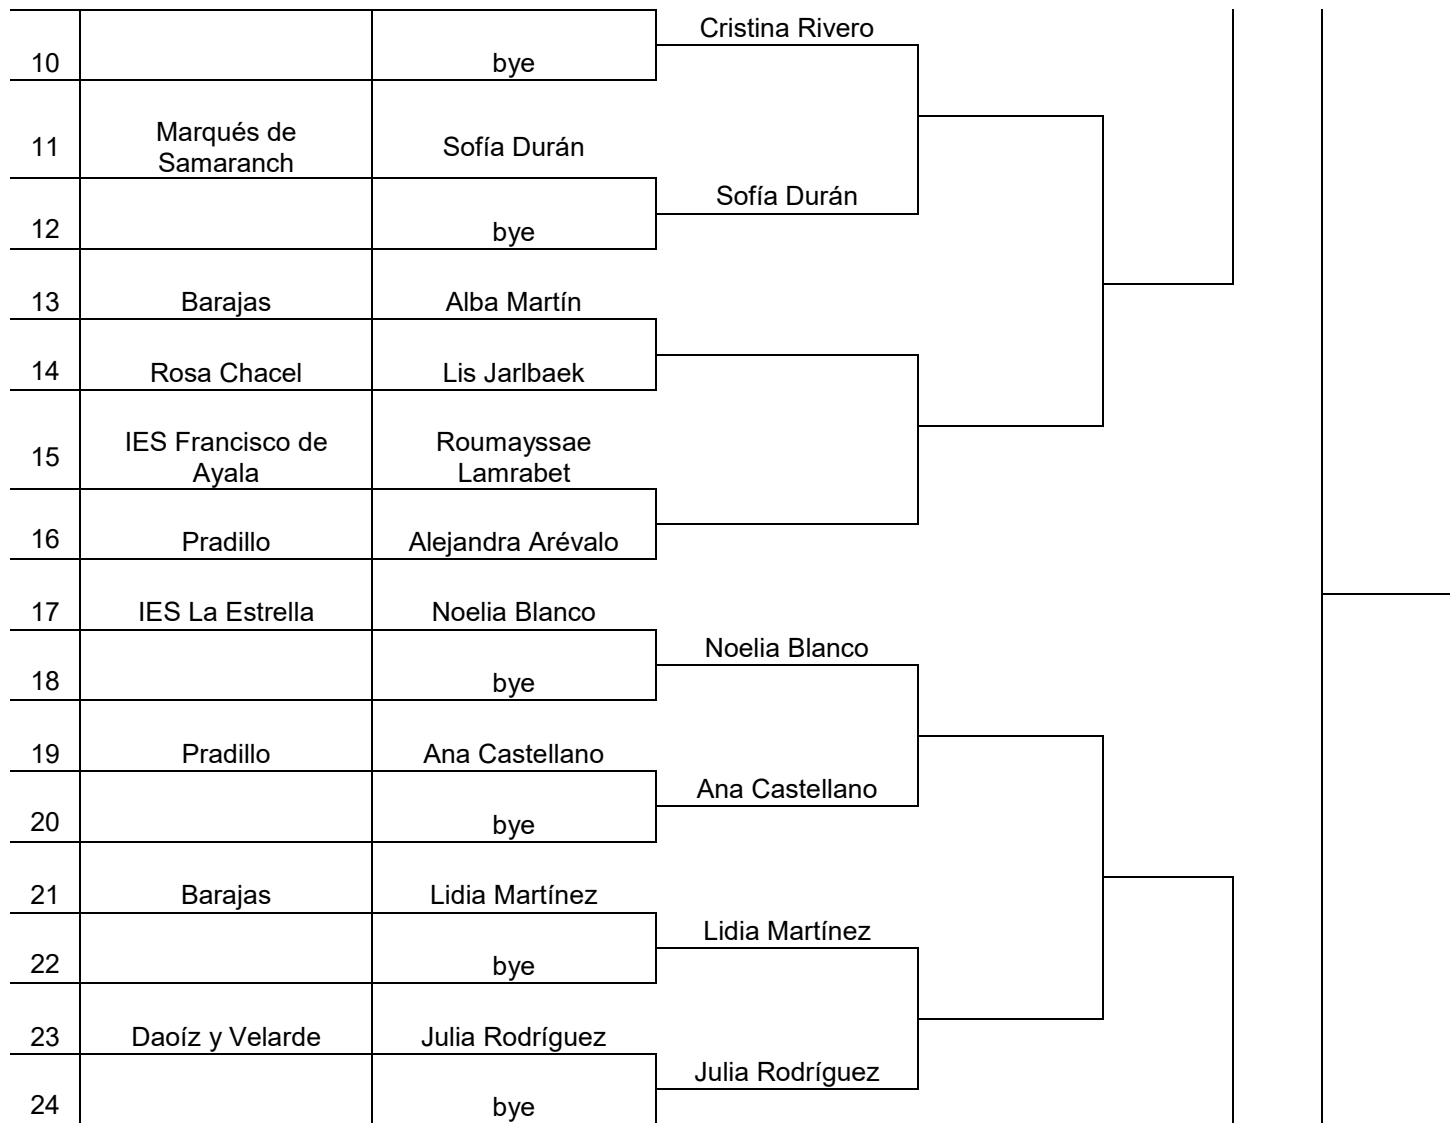 Cristina Rivero
10 bye
11 Marqués de Samaranch Sofía Durán
Sofía Durán
12 bye
13 Barajas Alba Martín
14 Rosa Chacel Lis Jarlbaek
15 IES Francisco de Ayala Roumayssae Lamrabet
16 Pradillo Alejandra Arévalo
17 IES La Estrella Noelia Blanco
Noelia Blanco
18 bye
19 Pradillo Ana Castellano
Ana Castellano
20 bye
21 Barajas Lidia Martínez
Lidia Martínez
22 bye
23 Daoíz y Velarde Julia Rodríguez
Julia Rodríguez
24 bye